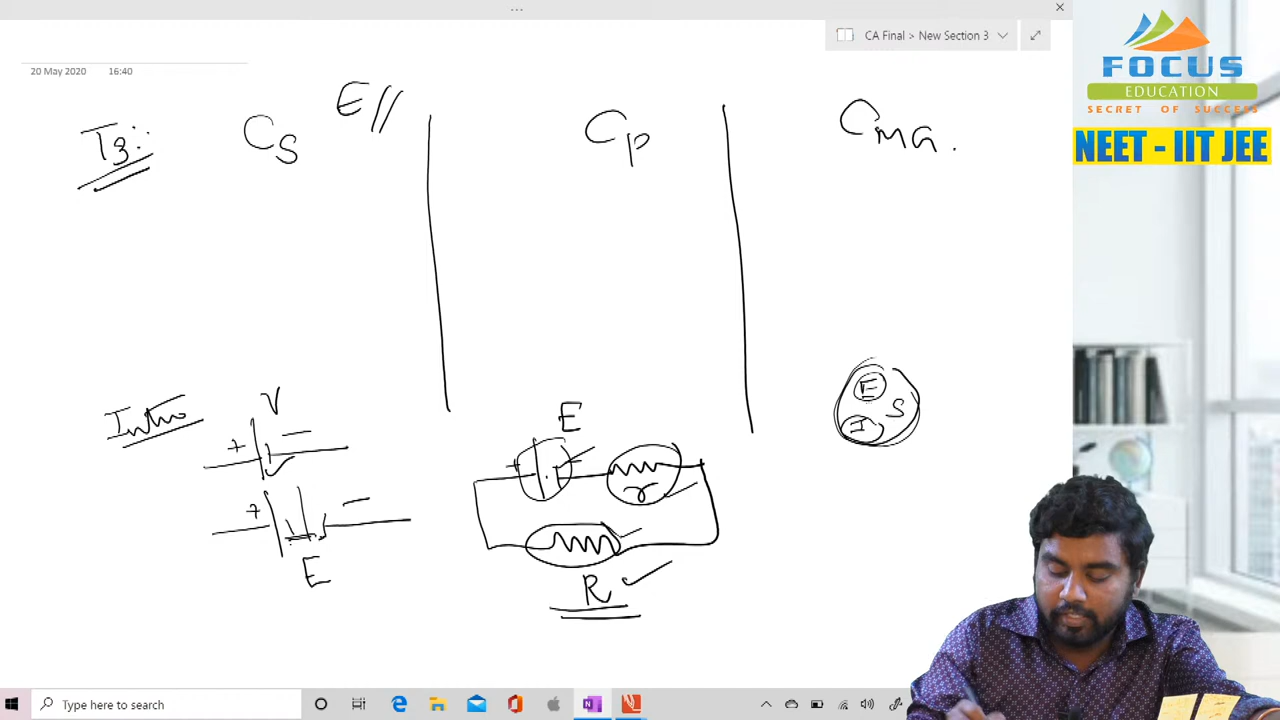 CA Final > New Section 3
20 May 2020 16:40
T3:
Cs
E//
Cp
CMG.
Intro
V
+ −
+ −
E
E
+
r
R
E
S
I
FOCUS
EDUCATION
SECRET OF SUCCESS
NEET - IIT JEE
Type here to search